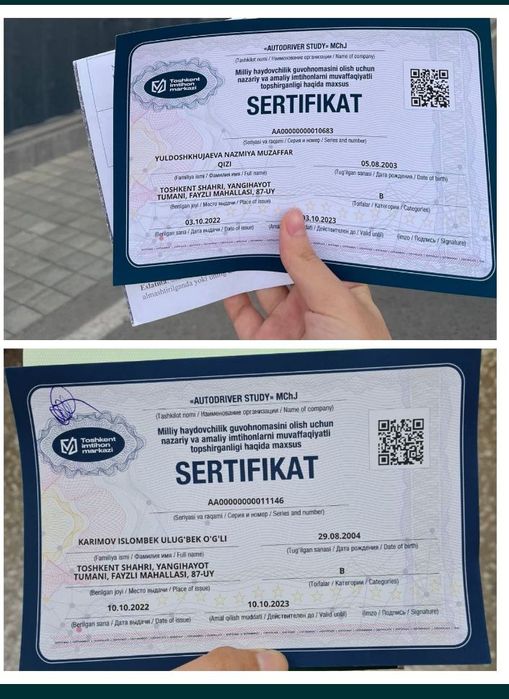 «AUTODRIVER STUDY» MChJ
(Tashkilot nomi / Наименование организации / Name of company)
Toshkent
imtihon
markazi
Milliy haydovchilik guvohnomasini olish uchun
nazariy va amaliy imtihonlarni muvaffaqiyatli
topshirganligi haqida maxsus
SERTIFIKAT
AA0000000010683
(Seriyasi va raqami / Серия и номер / Series and number)
YULDOSHKHUJAEVA NAZMIYA MUZAFFAR
QIZI
05.08.2003
(Familiya ismi / Фамилия имя / Full name)
(Tug'ilgan sanasi / Дата рождения / Date of birth)
TOSHKENT SHAHRI, YANGIHAYOT
TUMANI, FAYZLI MAHALLASI, 87-UY
B
(Berilgan joyi / Место выдачи / Place of issue)
(Toifalar / Категории / Categories)
03.10.2022
03.10.2023
(Berilgan sana / Дата выдачи / Date of issue)
/ Действителен до / Valid until)
(Imzo / Подпись / Signature)
almashtirilganda yoki uning
«AUTODRIVER STUDY» MChJ
(Tashkilot nomi / Наименование организации / Name of company)
Toshkent
imtihon
markazi
Milliy haydovchilik guvohnomasini olish uchun
nazariy va amaliy imtihonlarni muvaffaqiyatli
topshirganligi haqida maxsus
SERTIFIKAT
AA00000000011146
(Seriyasi va raqami / Серия и номер / Series and number)
KARIMOV ISLOMBEK ULUG'BEK O'G'LI
29.08.2004
(Familiya ismi / Фамилия имя / Full name)
(Tug'ilgan sanasi / Дата рождения / Date of birth)
TOSHKENT SHAHRI, YANGIHAYOT
TUMANI, FAYZLI MAHALLASI, 87-UY
B
(Berilgan joyi / Место выдачи / Place of issue)
(Toifalar / Категории / Categories)
10.10.2022
10.10.2023
(Berilgan sana / Дата выдачи / Date of issue)
(Amal qilish muddati / Действителен до / Valid until)
(Imzo / Подпись / Signature)